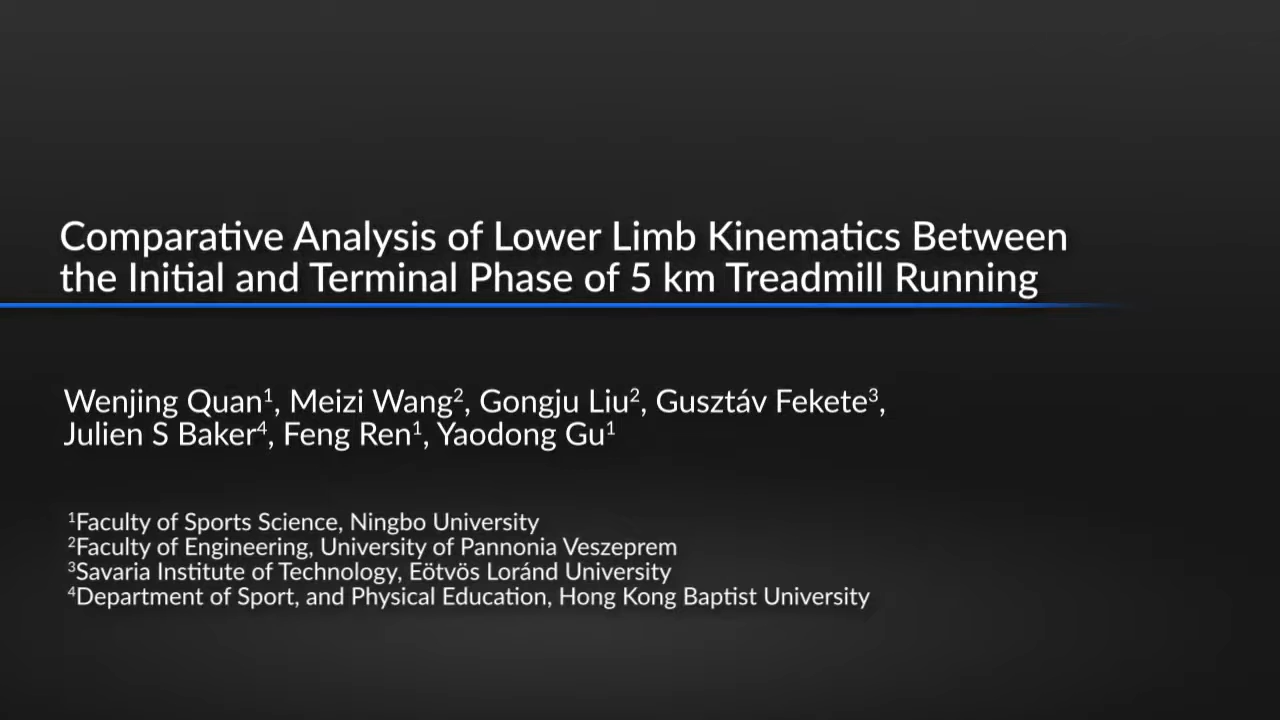 Comparative Analysis of Lower Limb Kinematics Between
the Initial and Terminal Phase of 5 km Treadmill Running
Wenjing Quan¹, Meizi Wang², Gongju Liu², Gusztáv Fekete³,
Julien S Baker⁴, Feng Ren¹, Yaodong Gu¹
¹Faculty of Sports Science, Ningbo University
²Faculty of Engineering, University of Pannonia Veszeprem
³Savaria Institute of Technology, Eötvös Loránd University
⁴Department of Sport, and Physical Education, Hong Kong Baptist University